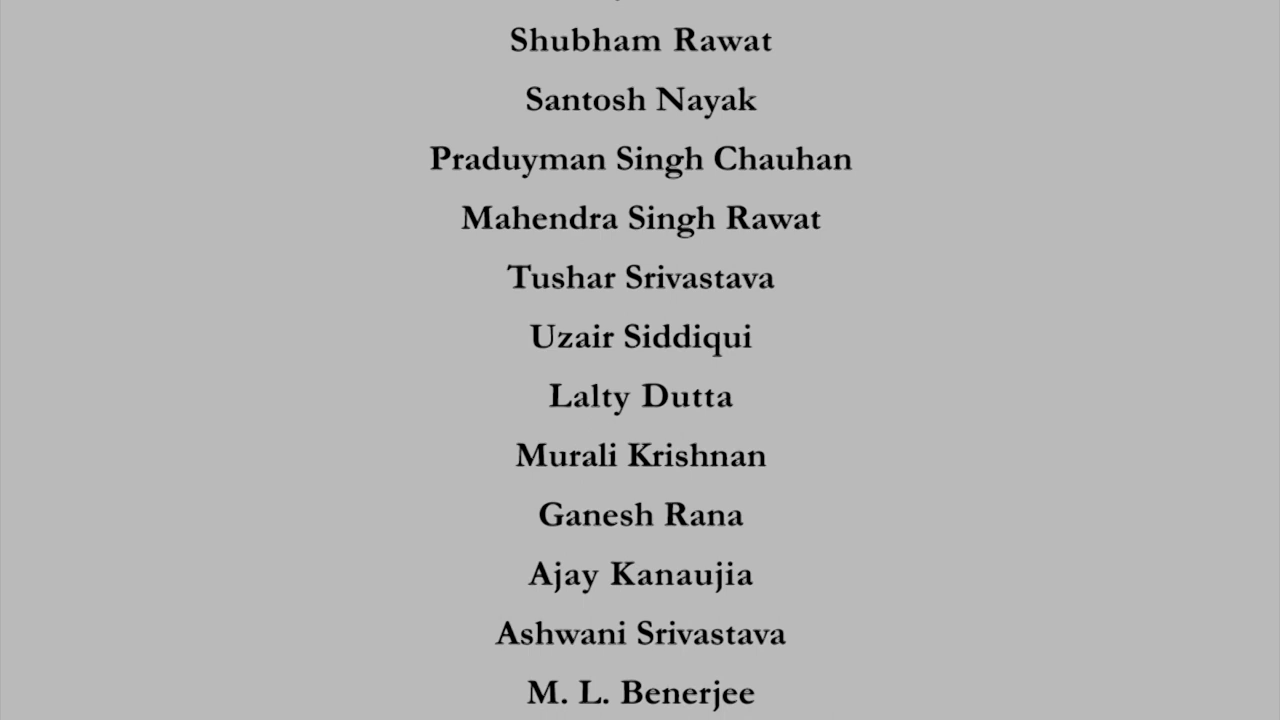 Shubham Rawat
Santosh Nayak
Praduyman Singh Chauhan
Mahendra Singh Rawat
Tushar Srivastava
Uzair Siddiqui
Lalty Dutta
Murali Krishnan
Ganesh Rana
Ajay Kanaujia
Ashwani Srivastava
M. L. Benerjee